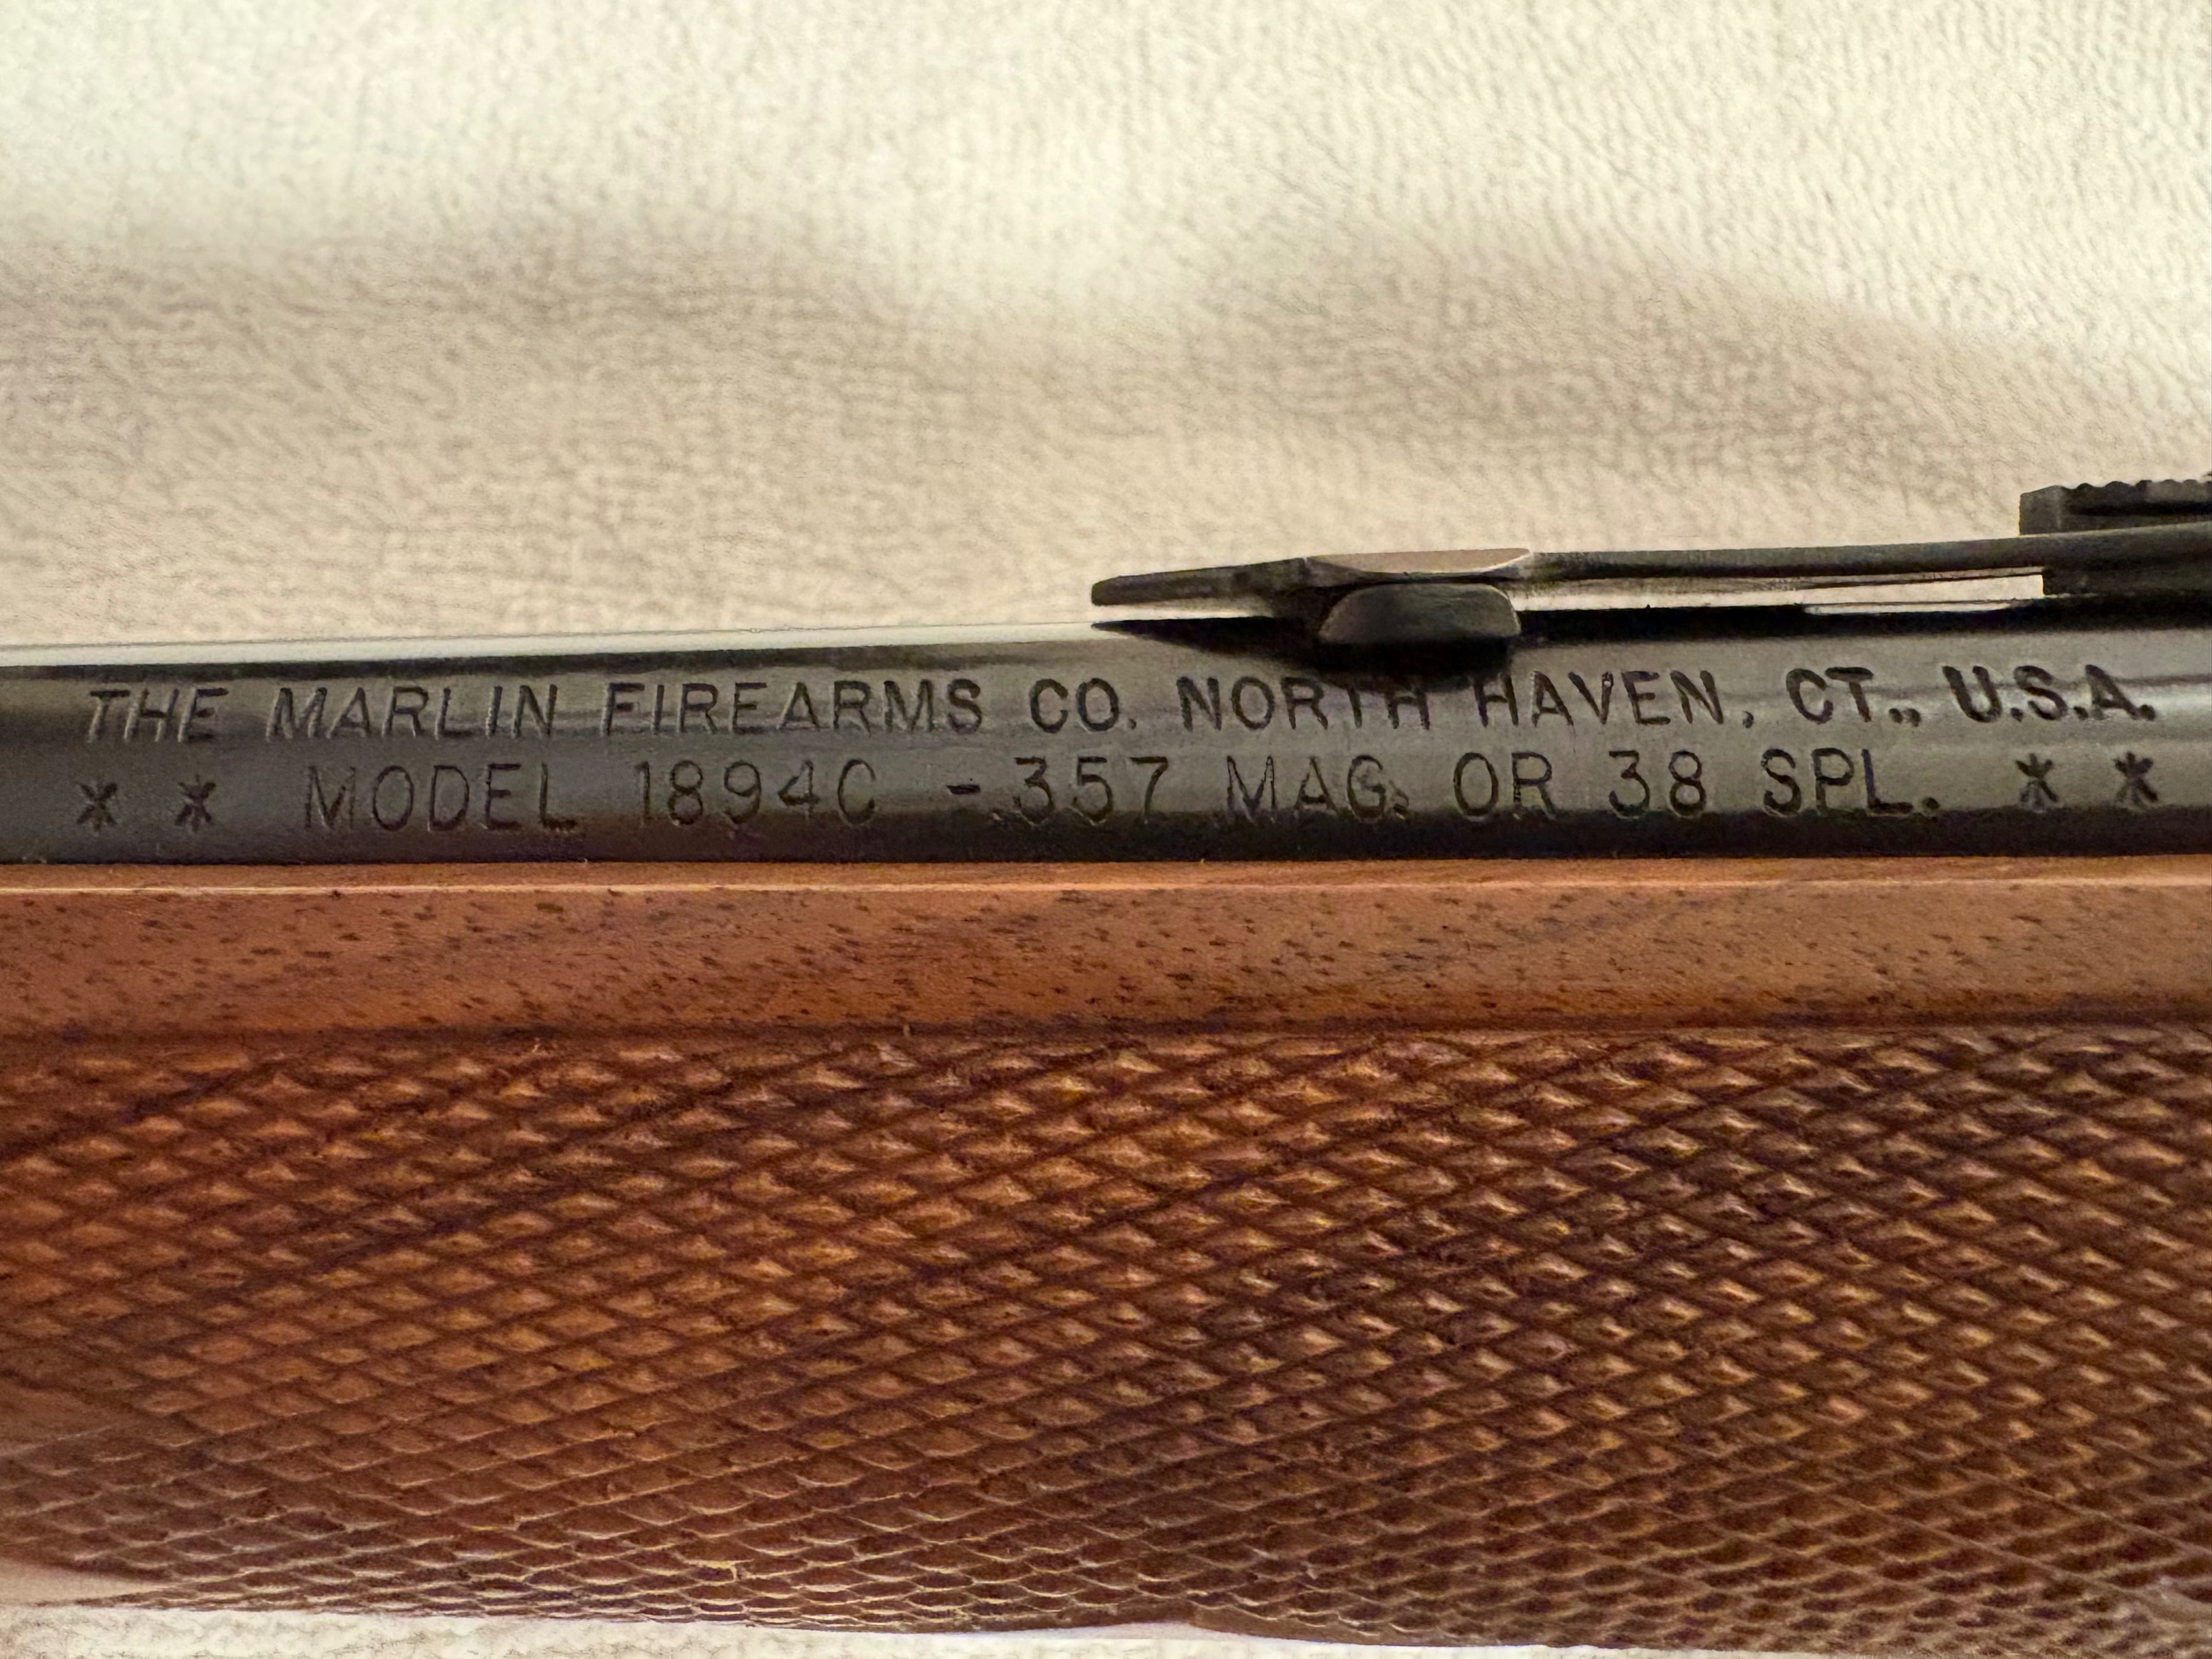 THE MARLIN FIREARMS CO. NORTH HAVEN, CT., U.S.A.
* * MODEL 1894C - .357 MAG. OR 38 SPL. * *